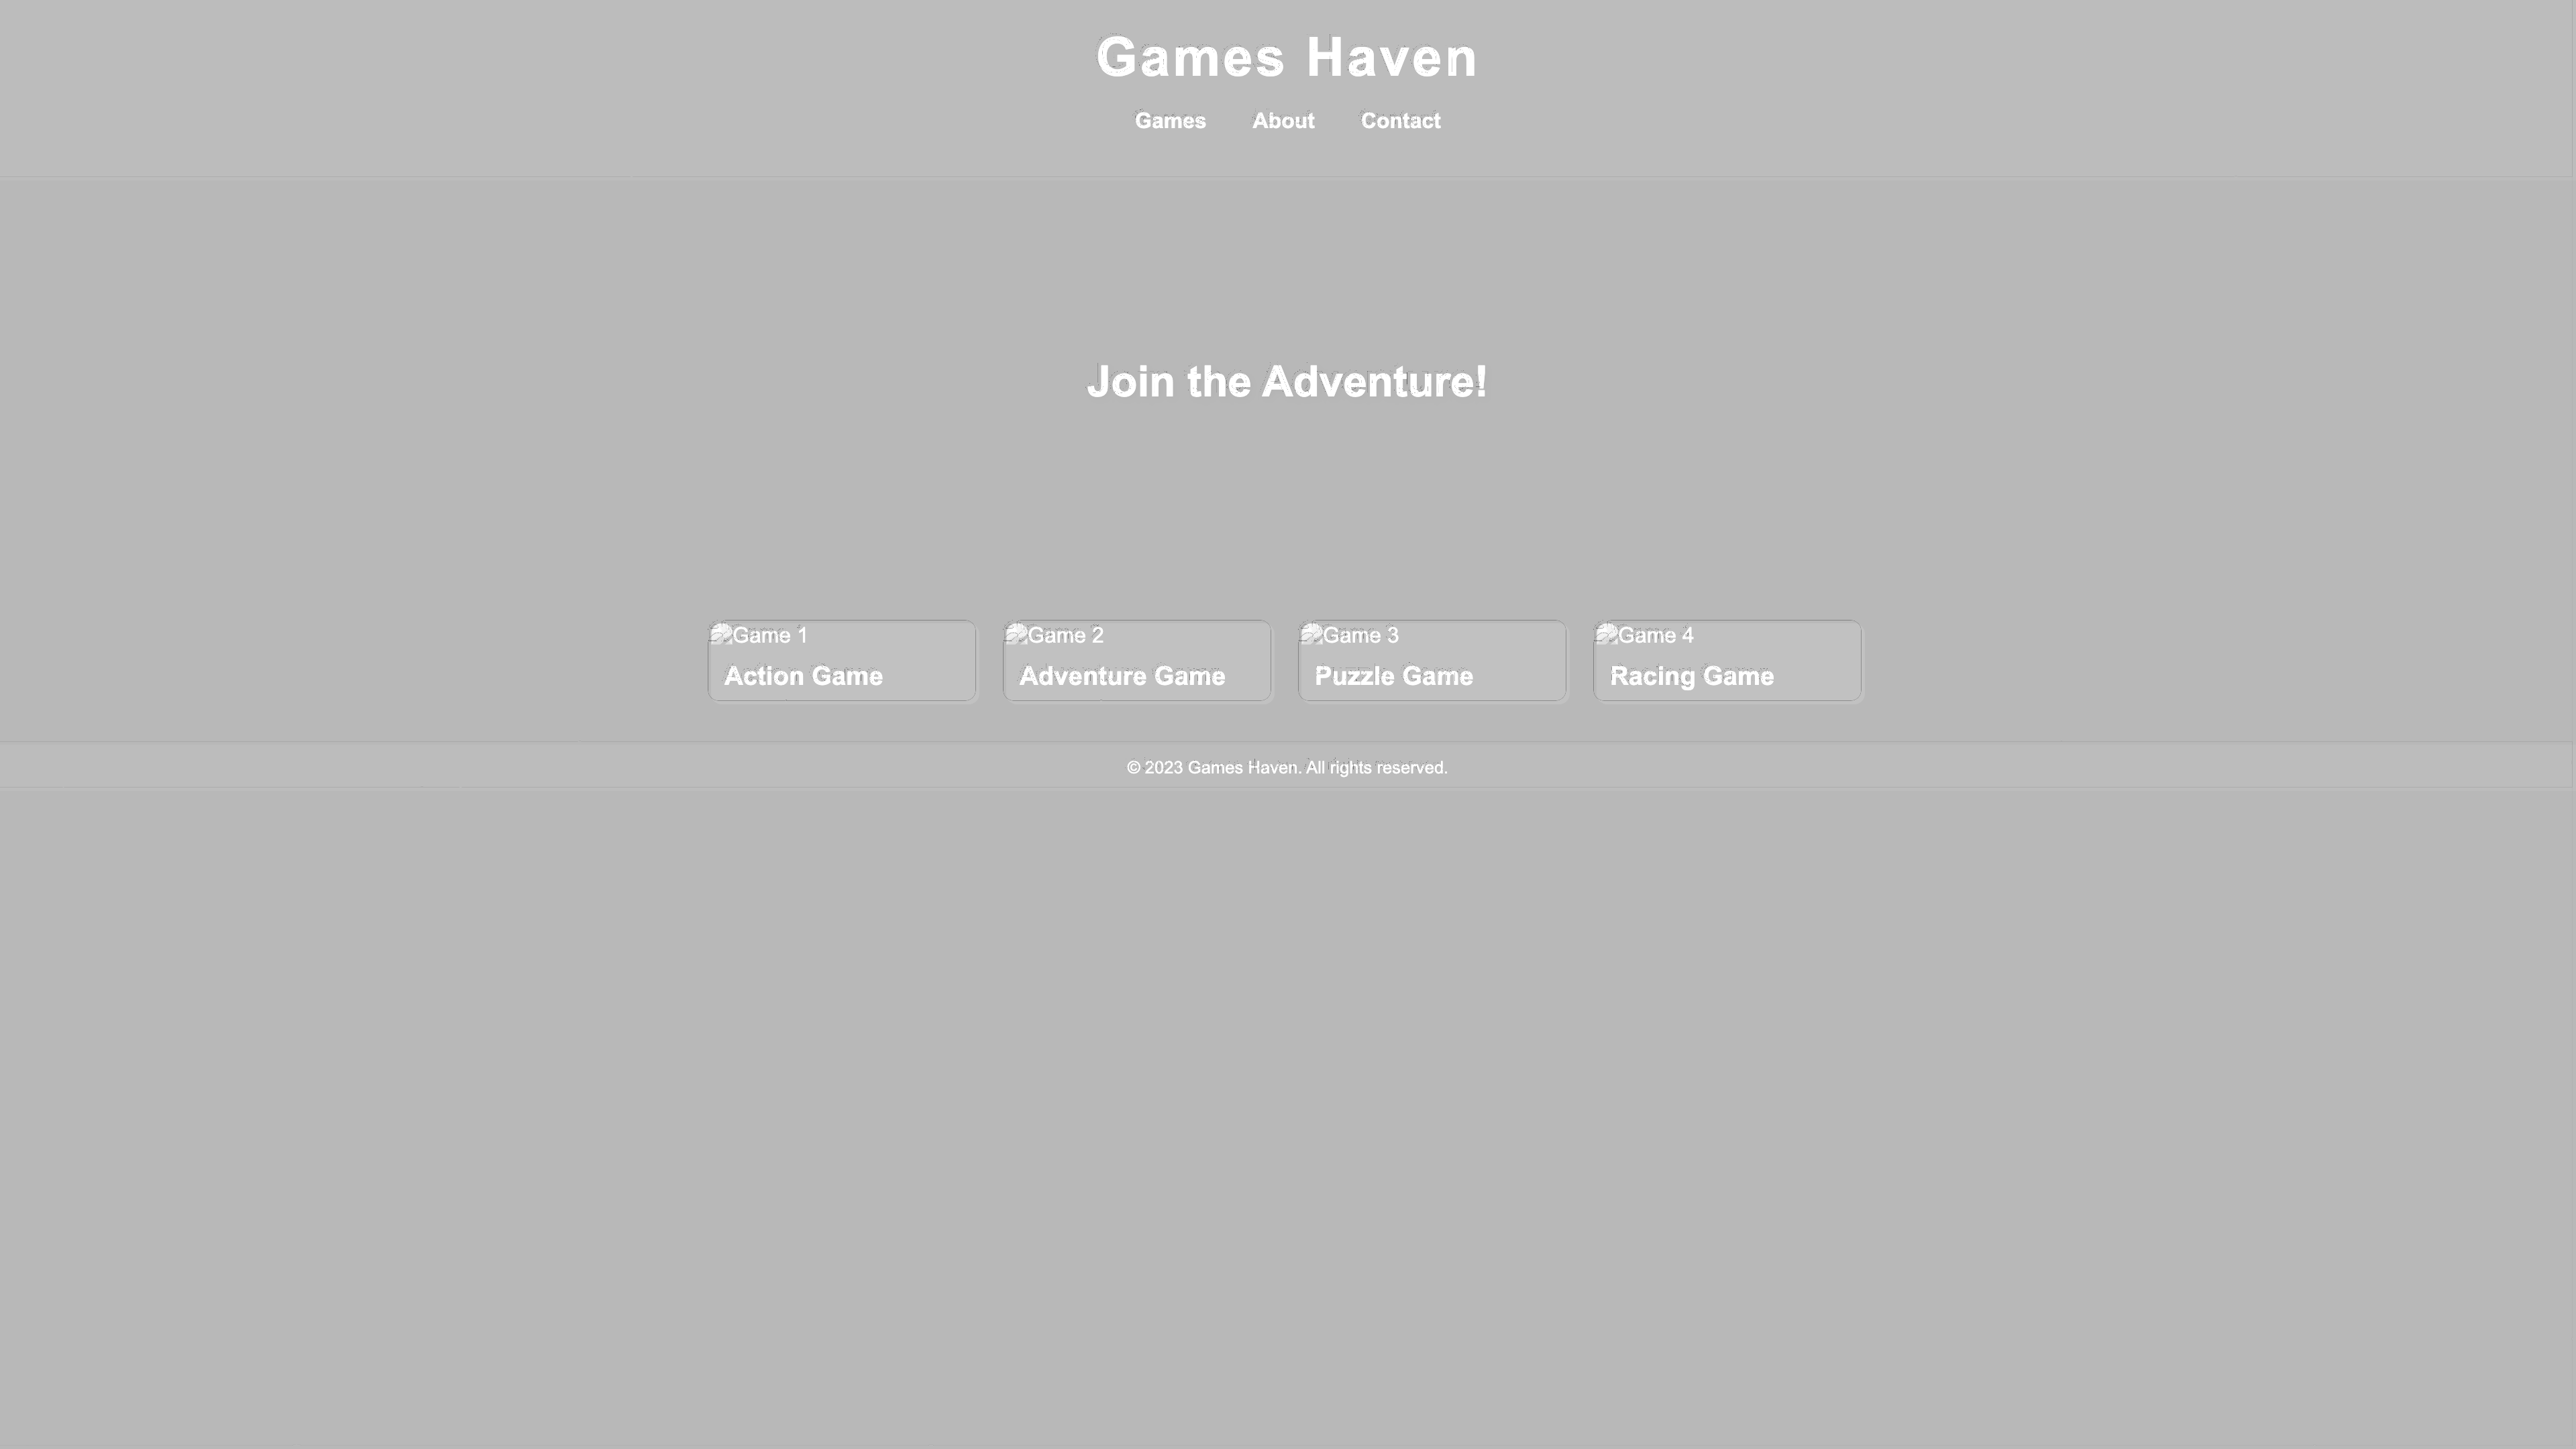 Games Haven
Games About Contact
Join the Adventure!
Game 1 Game 2 Game 3 Game 4
Action Game Adventure Game Puzzle Game Racing Game
© 2023 Games Haven. All rights reserved.